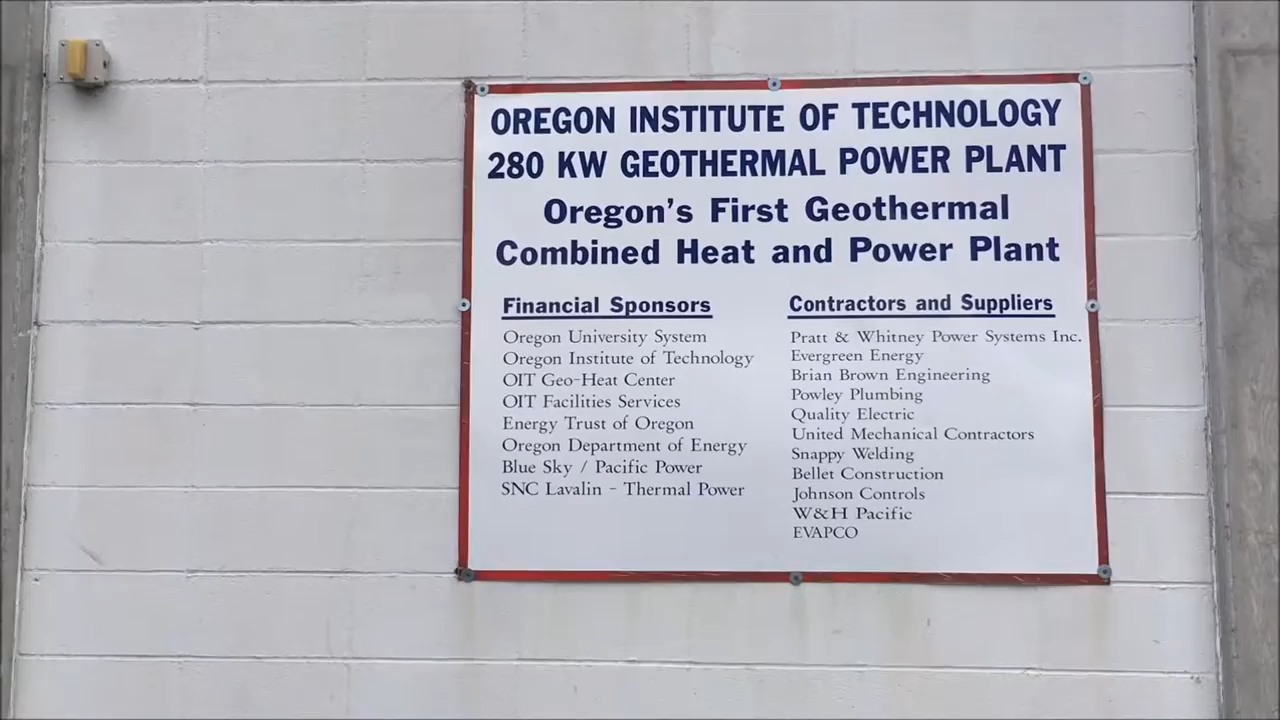 OREGON INSTITUTE OF TECHNOLOGY
280 KW GEOTHERMAL POWER PLANT
Oregon's First Geothermal
Combined Heat and Power Plant
Financial Sponsors
Oregon University System
Oregon Institute of Technology
OIT Geo-Heat Center
OIT Facilities Services
Energy Trust of Oregon
Oregon Department of Energy
Blue Sky / Pacific Power
SNC Lavalin - Thermal Power
Contractors and Suppliers
Pratt & Whitney Power Systems Inc.
Evergreen Energy
Brian Brown Engineering
Powley Plumbing
Quality Electric
United Mechanical Contractors
Snappy Welding
Bellet Construction
Johnson Controls
W&H Pacific
EVAPCO